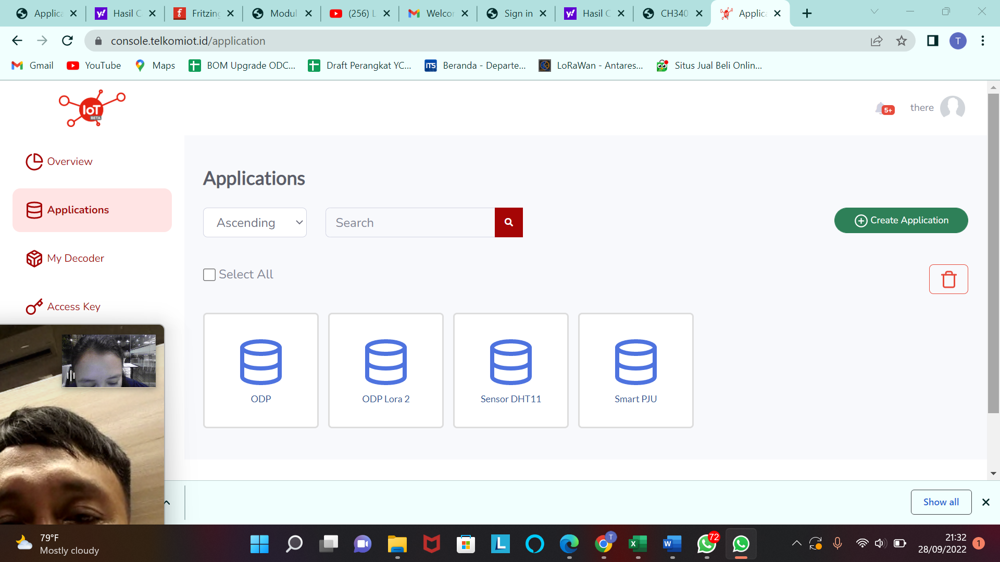 Applica
Hasil C
Fritzing
Modul
(256) L
Welcor
Sign in
Hasil C
CH340
Applic
console.telkomiot.id/application
T
Gmail
YouTube
Maps
BOM Upgrade ODC...
Draft Perangkat YC...
iTS
Beranda - Departe...
LoRaWan - Antares...
Situs Jual Beli Onlin...
IoT
BETA
5+
there
Overview
Applications
Applications
Ascending
Search
Create Application
My Decoder
Select All
Access Key
ODP
ODP Lora 2
Sensor DHT11
Smart PJU
Show all
79°F
Mostly cloudy
T
72
21:32
28/09/2022
1